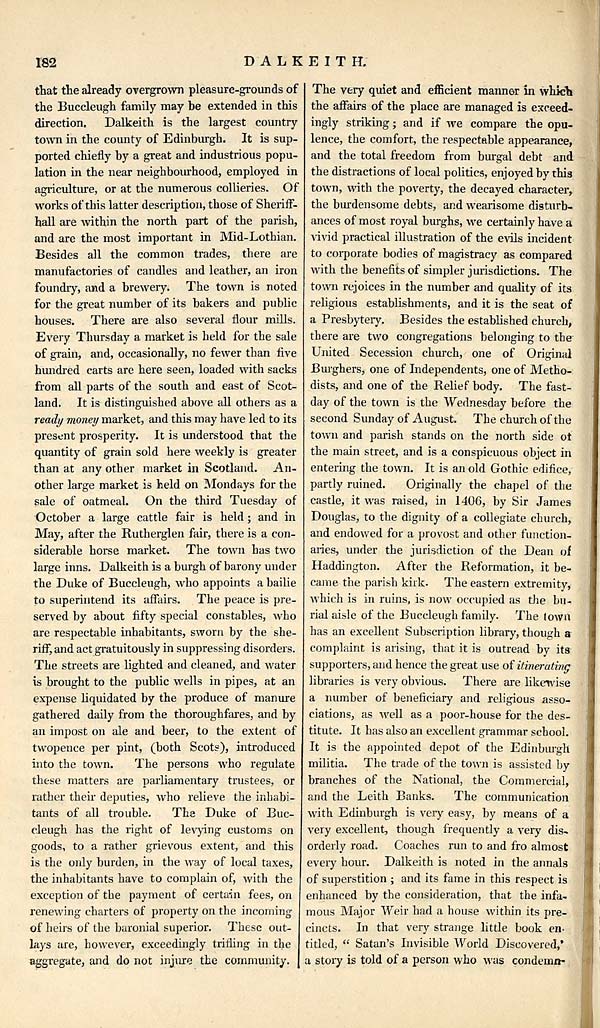 182
DALKEITH.
that the already overgrown pleasure-grounds of
the Buccleugh family may be extended in this
direction. Dalkeith is the largest country
town in the county of Edinburgh. It is sup-
ported chiefly by a great and industrious popu-
lation in the near neighbourhood, employed in
agriculture, or at the numerous collieries. Of
works of this latter description, those of Sheriff-
hall are within the north part of the parish,
and are the most important in Mid-Lothian.
Besides all the common trades, there are
manufactories of candles and leather, an iron
foundry, and a brewery. The town is noted
for the great number of its bakers and public
houses. There are also several flour mills.
Every Thursday a market is held for the sale
of grain, and, occasionally, no fewer than five
hundred carts are here seen, loaded with sacks
from all parts of the south and east of Scot-
land. It is distinguished above all others as a
ready money market, and this may have led to its
present prosperity. It is understood that the
quantity of grain sold here weekly is greater
than at any other market in Scotland. An-
other large market is held on Mondays for the
sale of oatmeal. On the third Tuesday of
October a large cattle fair is held; and in
May, after the Rutherglen fair, there is a con-
siderable horse market. The town has two
large inns. Dalkeith is a burgh of barony under
the Duke of Buccleugh, who appoints a bailie
to superintend its affairs. The peace is pre-
served by about fifty special constables, who
are respectable inhabitants, sworn by the she-
riff, and act gratuitously in suppressing disorders.
The streets are lighted and cleaned, and water
is brought to the public wells in pipes, at an
expense liquidated by the produce of manure
gathered daily from the thoroughfares, and by
an impost on ale and beer, to the extent of
twopence per pint, (both Scots), introduced
into the town. The persons who regulate
these matters are parliamentary trustees, or
rather their deputies, who relieve the inhabi-
tants of all trouble. The Duke of Buc-
cleugh has the right of levying customs on
goods, to a rather grievous extent, and this
is the only burden, in the way of local taxes,
the inhabitants have to complain of, with the
exception of the payment of certain fees, on
renewing charters of property on the incoming
of heirs of the baronial superior. These out-
lays are, however, exceedingly trifling in the
aggregate, and do not injure the community.
The very quiet and efficient manner in which
the affairs of the place are managed is exceed-
ingly striking; and if we compare the opu-
lence, the comfort, the respectable appearance,
and the total freedom from burgal debt and
the distractions of local politics, enjoyed by this
town, with the poverty, the decayed character,
the burdensome debts, and wearisome disturb-
ances of most royal burghs, we certainly have a
vivid practical illustration of the evils incident
to corporate bodies of magistracy as compared
with the benefits of simpler jurisdictions. The
town rejoices in the number and quality of its
religious establishments, and it is the seat of
a Presbytery. Besides the established church,
there are two congregations belonging to the
United Secession church, one of Original
Burghers, one of Independents, one of Metho-
dists, and one of the Relief body. The fast-
day of the town is the Wednesday before the
second Sunday of August. The church of the
town and parish stands on the north side of
the main street, and is a conspicuous object in
entering the town. It is an old Gothic edifice,
partly ruined. Originally the chapel of the
castle, it was raised, in 1406, by Sir James
Douglas, to the dignity of a collegiate church,
and endowed for a provost and other function-
aries, under the jurisdiction of the Dean of
Haddington. After the Reformation, it be-
came the parish kirk. The eastern extremity,
which is in ruins, is now occupied as the bu-
rial aisle of the Buccleugh family. The town
has an excellent Subscription library, though a
complaint is arising, that it is outread by its
supporters, and hence the great use of itinerating
libraries is very obvious. There are likewise
a number of beneficiary and religious asso-
ciations, as well as a poor-house for the des-
titute. It has also an excellent grammar school.
It is the appointed depot of the Edinburgh
militia. The trade of the town is assisted by
branches of the National, the Commercial,
and the Leith Banks. The communication
with Edinburgh is very easy, by means of a
very excellent, though frequently a very dis-
orderly road. Coaches run to and fro almost
every hour. Dalkeith is noted in the annals
of superstition; and its fame in this respect is
enhanced by the consideration, that the infa-
mous Major Weir had a house within its pre-
cincts. In that very strange little book en-
titled, “ Satan's Invisible World Discovered,"
a story is told of a person who was condemn-